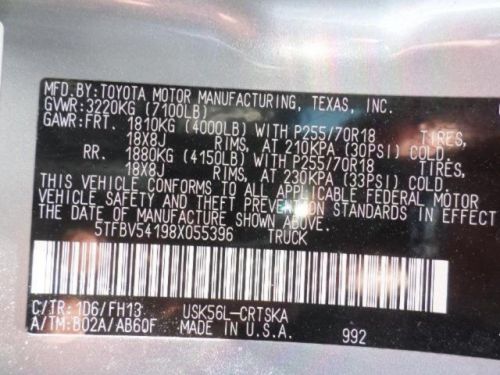 MFD.BY:TOYOTA MOTOR MANUFACTURING, TEXAS, INC.
GVWR:3220KG (7100LB)
GAWR:FRT. 1810KG (4000LB) WITH P255/70R18 TIRES,
18X8J RIMS, AT 210KPA (30PSI) COLD.
RR. 1880KG (4150LB) WITH P255/70R18 TIRES,
18X8J RIMS, AT 230KPA (33PSI) COLD.
THIS VEHICLE CONFORMS TO ALL APPLICABLE FEDERAL MOTOR
VEHICLE SAFETY AND THEFT PREVENTION STANDARDS IN EFFECT
THE DATE OF MANUFACTURE SHOWN ABOVE.
5TFBV54198X055396 TRUCK
C/TR:1D6/FH13 USK56L-CRTSKA
A/TM:B02A/AB60F MADE IN U.S.A. 992